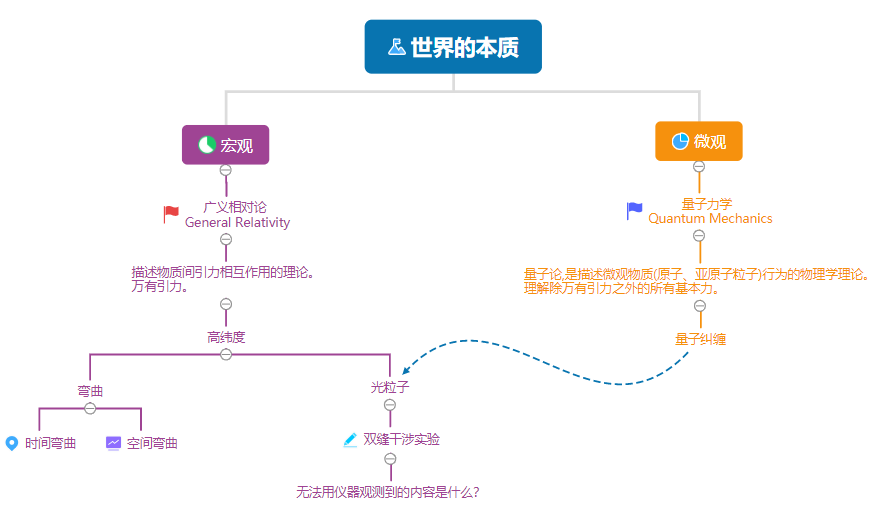 世界的本质
宏观
微观
广义相对论
General Relativity
量子力学
Quantum Mechanics
描述物质间引力相互作用的理论。
万有引力。
量子论,是描述微观物质(原子、亚原子粒子)行为的物理学理论。
理解除万有引力之外的所有基本力。
高纬度
量子纠缠
弯曲
光粒子
时间弯曲
空间弯曲
双缝干涉实验
无法用仪器观测到的内容是什么?